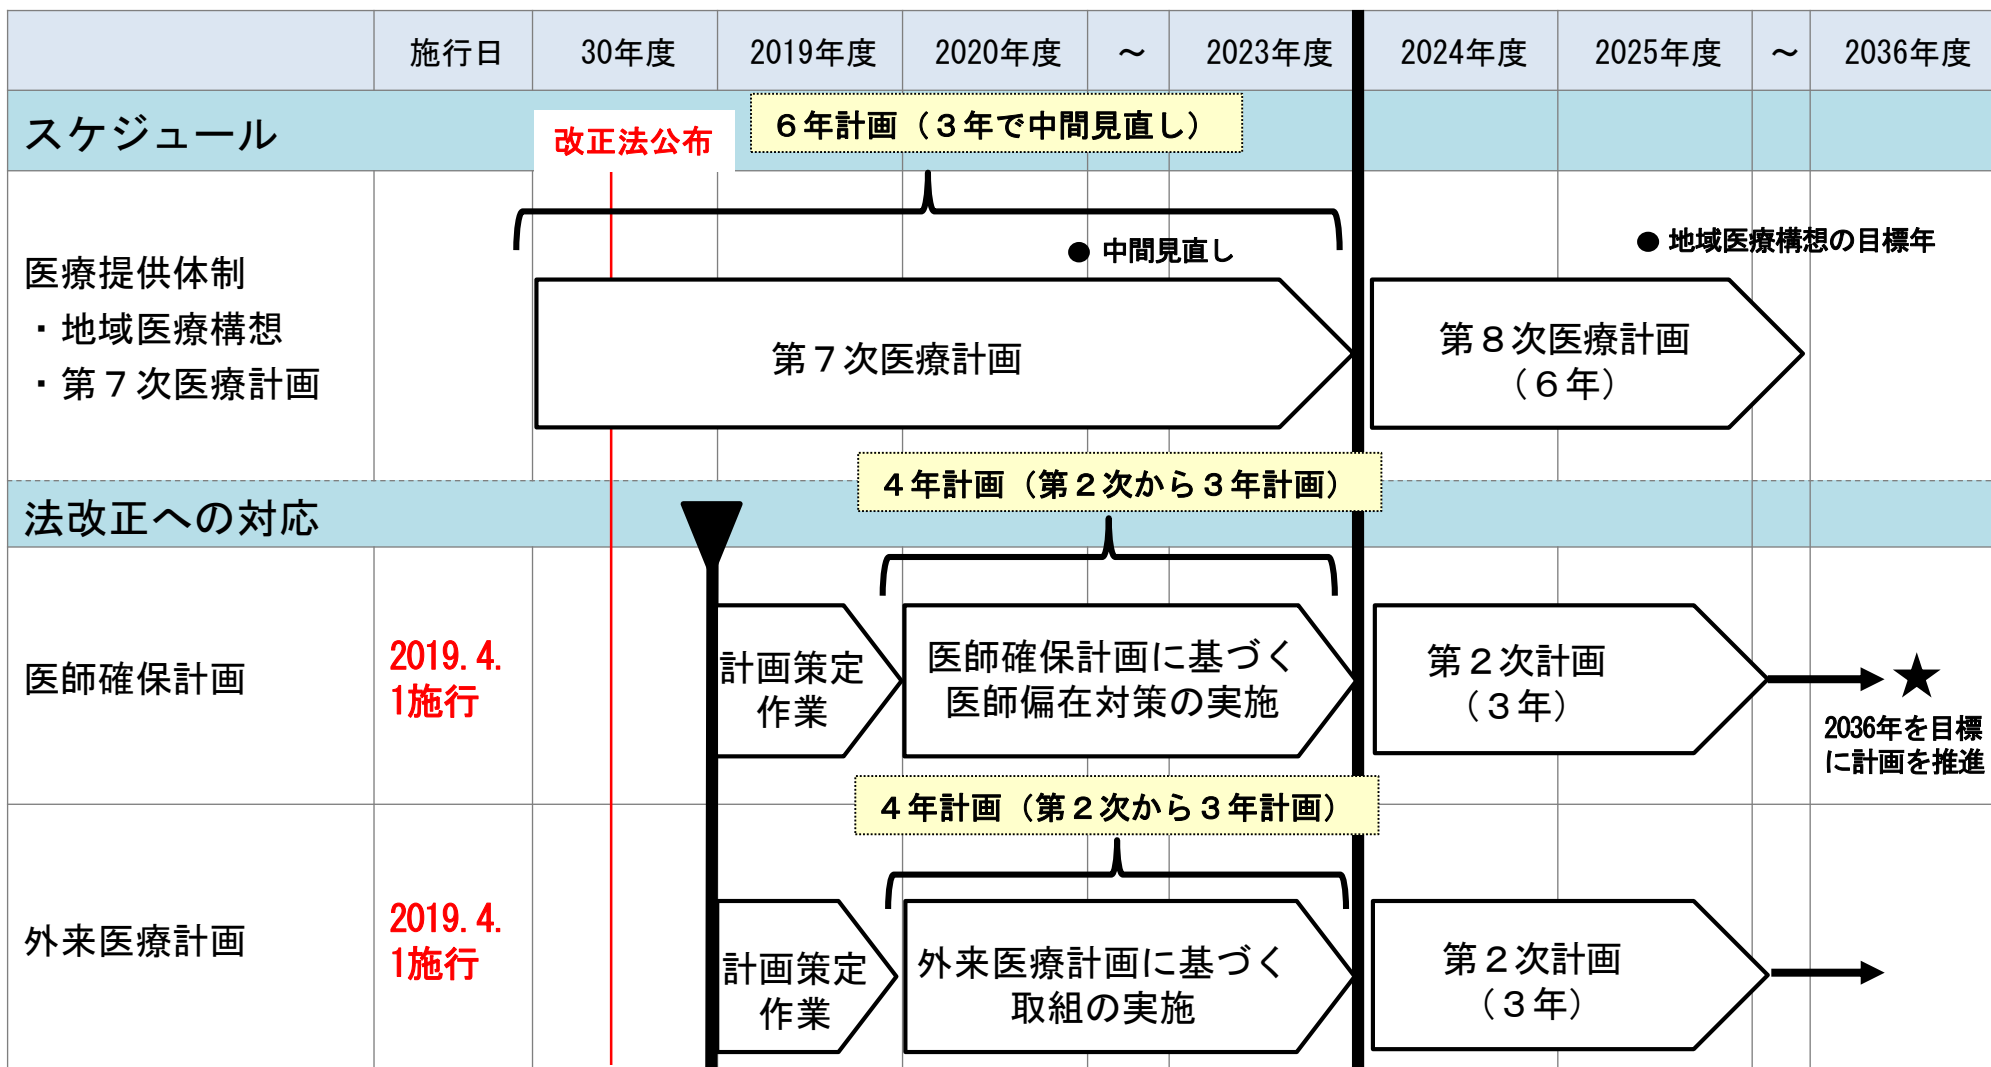 施行日 30年度 2019年度 2020年度 ～ 2023年度 2024年度 2025年度 ～ 2036年度
スケジュール
改正法公布
６年計画（３年で中間見直し）
医療提供体制
・地域医療構想
・第７次医療計画
● 中間見直し
● 地域医療構想の目標年
第７次医療計画
第８次医療計画
（６年）
法改正への対応
４年計画（第２次から３年計画）
医師確保計画
2019.4.
1施行
計画策定
作業
医師確保計画に基づく
医師偏在対策の実施
第２次計画
（３年）
★
2036年を目標
に計画を推進
４年計画（第２次から３年計画）
外来医療計画
2019.4.
1施行
計画策定
作業
外来医療計画に基づく
取組の実施
第２次計画
（３年）